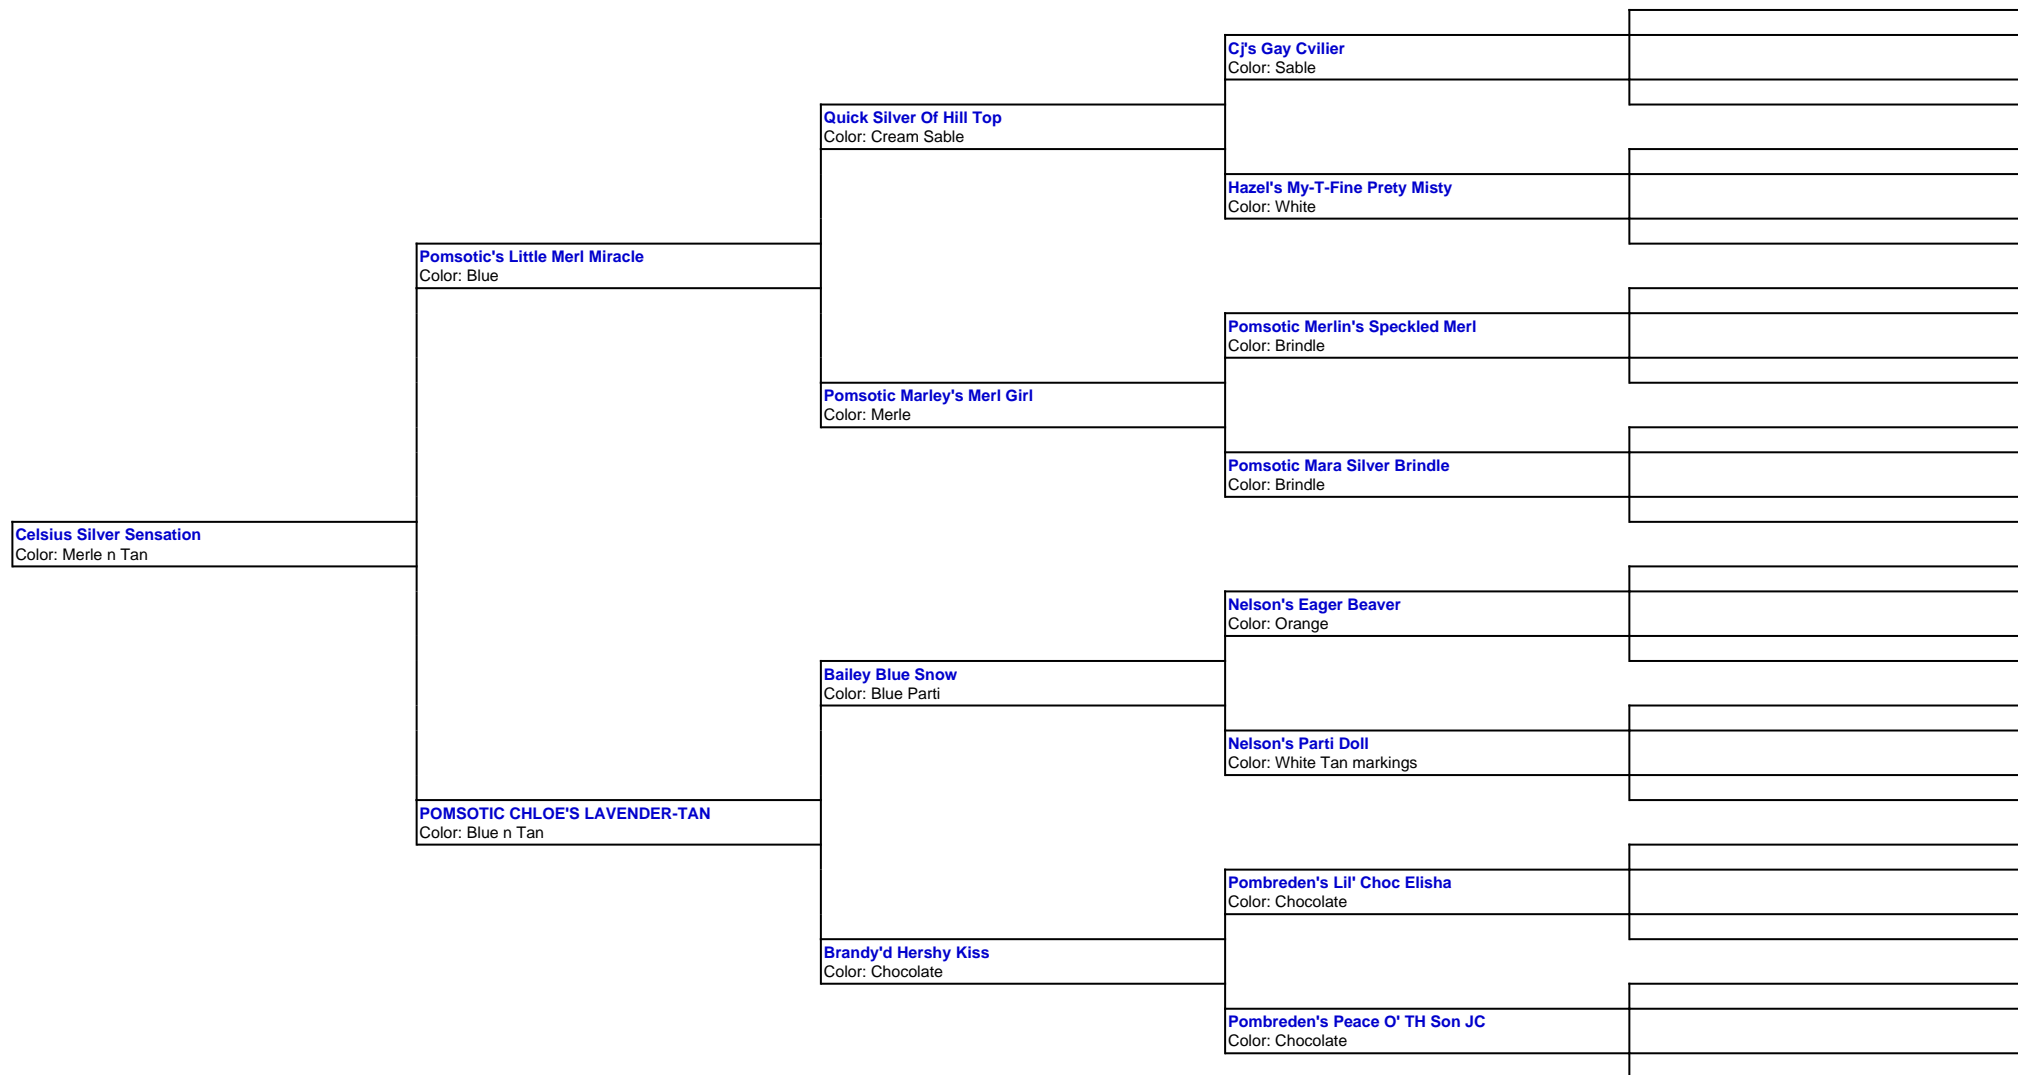 Cj's Gay Cvilier
Color: Sable
Quick Silver Of Hill Top
Color: Cream Sable
Hazel's My-T-Fine Prety Misty
Color: White
Pomsotic's Little Merl Miracle
Color: Blue
Pomsotic Merlin's Speckled Merl
Color: Brindle
Pomsotic Marley's Merl Girl
Color: Merle
Pomsotic Mara Silver Brindle
Color: Brindle
Celsius Silver Sensation
Color: Merle n Tan
Nelson's Eager Beaver
Color: Orange
Bailey Blue Snow
Color: Blue Parti
Nelson's Parti Doll
Color: White Tan markings
POMSOTIC CHLOE'S LAVENDER-TAN
Color: Blue n Tan
Pombreden's Lil' Choc Elisha
Color: Chocolate
Brandy'd Hershy Kiss
Color: Chocolate
Pombreden's Peace O' TH Son JC
Color: Chocolate